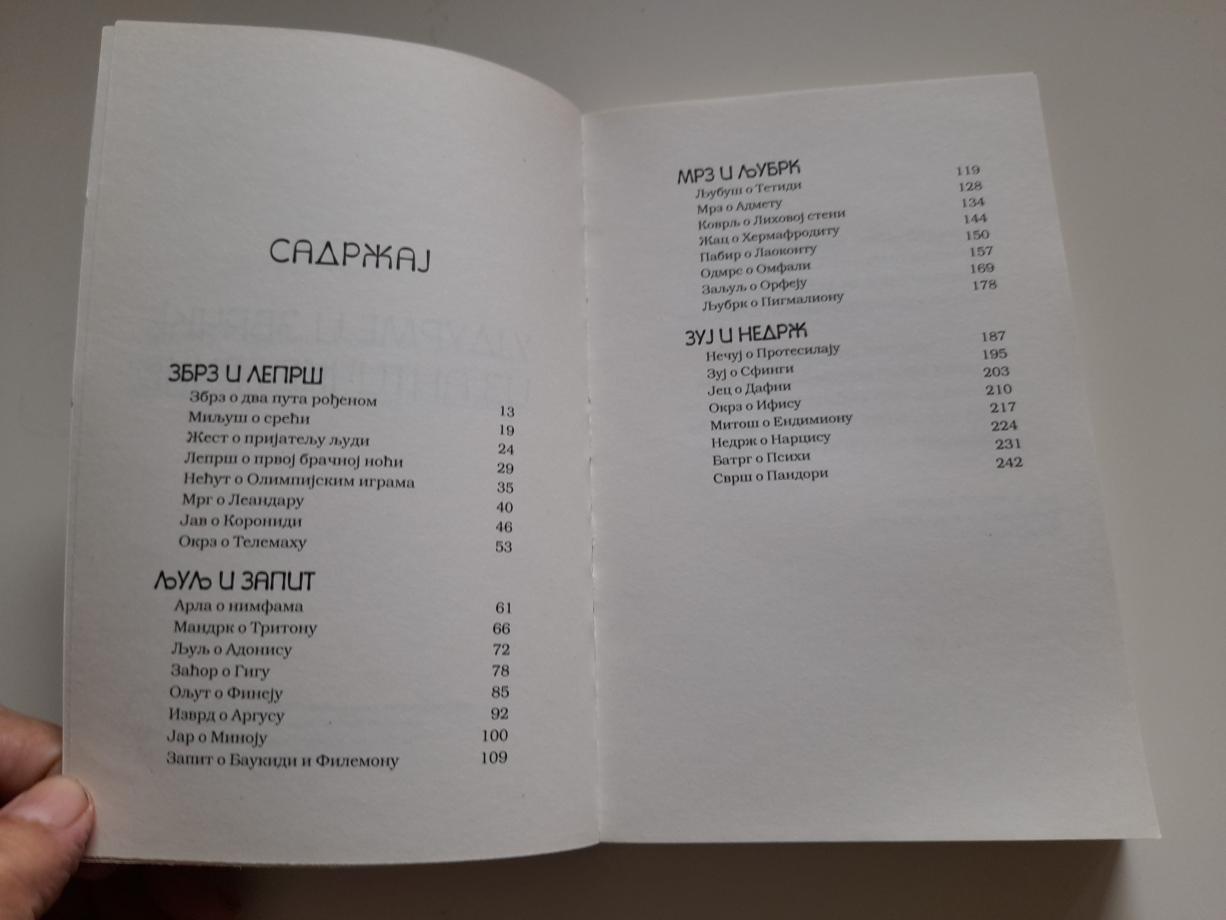 САДРЖАЈ
ЗБРЗ И ЛЕПРШ
Збрз о два пута рођеном 13
Миљуш о срећи 19
Жест о пријатељу људи 24
Лепрш о првој брачној ноћи 29
Нећут о Олимпијским играма 35
Мрг о Леандару 40
Јав о Корониди 46
Окрз о Телемаху 53
ЉУЉ И ЗАПИТ
Арла о нимфама 61
Мандрк о Тритону 66
Љуљ о Адонису 72
Заћор о Гигу 78
Ољут о Финеју 85
Изврд о Аргусу 92
Јар о Миноју 100
Запит о Баукиди и Филемону 109
МРЗ И ЉУБРК
Љубуш о Тетиди 119
Мрз о Адмету 128
Коврљ о Лиховој стени 134
Жац о Хермафродиту 144
Пабир о Лаоконту 150
Одмрс о Омфали 157
Заљуљ о Орфеју 169
Љубрк о Пигмалиону 178
ЗУЈ И НЕДРЖ
Нечуј о Протесилају 187
Зуј о Сфинги 195
Јец о Дафни 203
Окрз о Ифису 210
Митош о Ендимиону 217
Недрж о Нарцису 224
Батрг о Психи 231
Сврш о Пандори 242